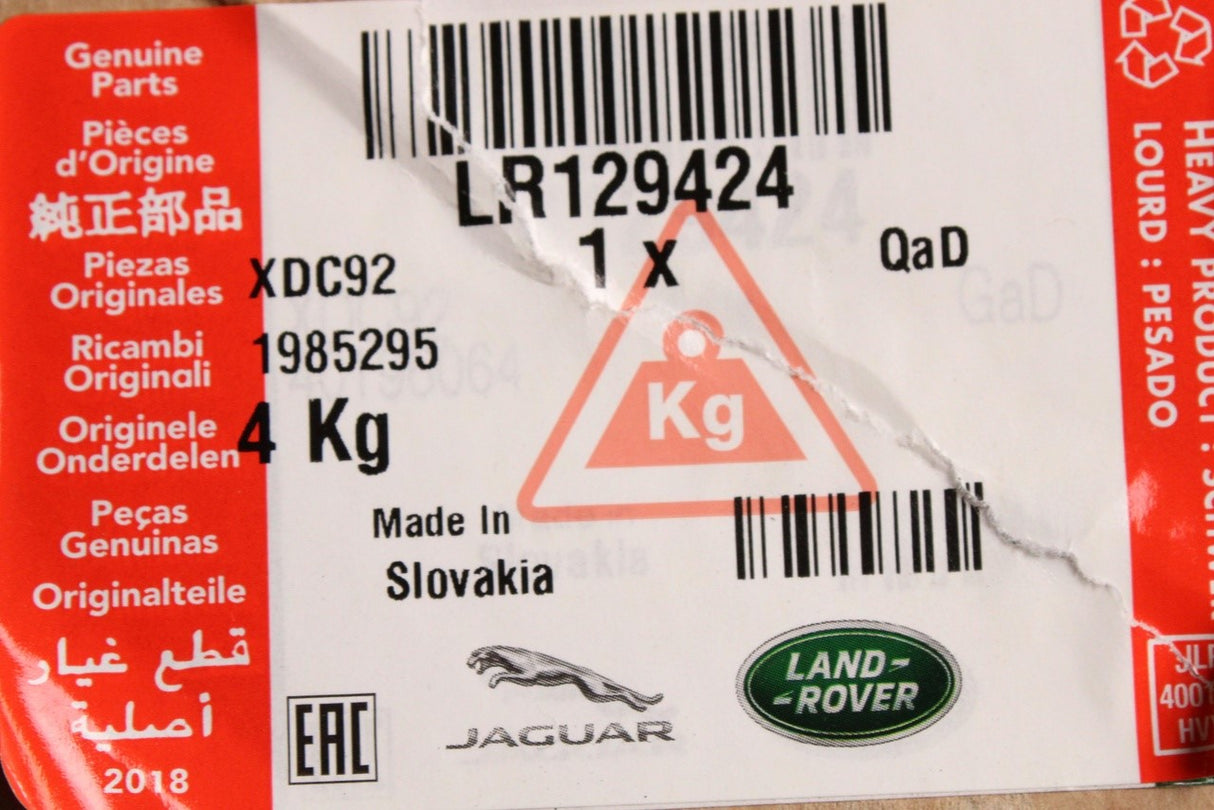 Genuine
Parts
Pièces
d'Origine
純正部品
Piezas
Originales
Ricambi
Originali
Originele
Onderdelen
Peças
Genuinas
Originalteile
قطع غيار
أصلية
2018
LR129424
1 x
QaD
XDC92
1985295
4 Kg
Kg
Made In
Slovakia
EAC
JAGUAR
LAND-
-ROVER
HEAVY PRODUCT :
LOURD : PESADO